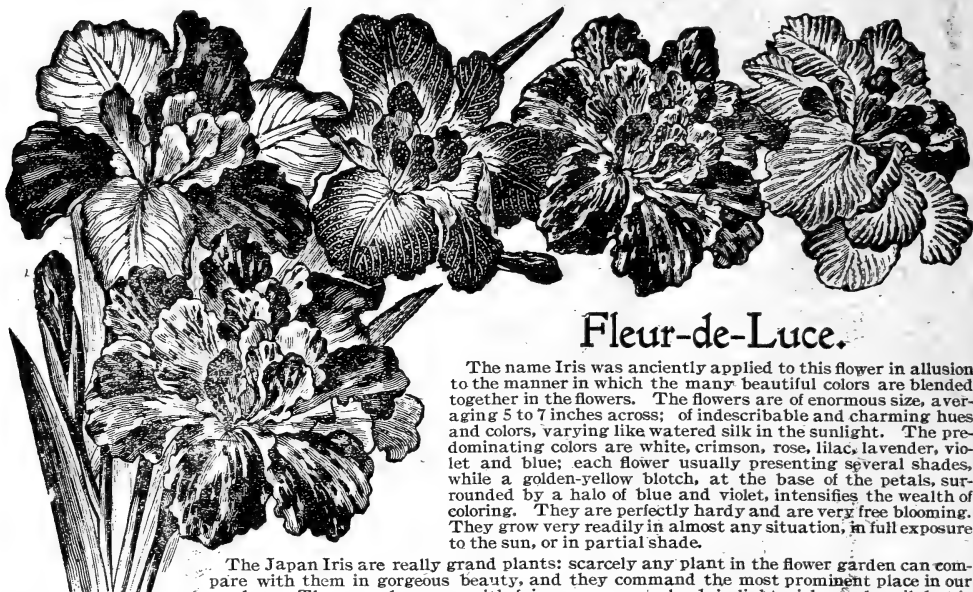 Fleur-de-Luce.
The name Iris was anciently applied to this flower in allusion
to the manner in which the many beautiful colors are blended
together in the flowers. The flowers are of enormous size, aver-
aging 5 to 7 inches across; of indescribable and charming hues
and colors, varying like watered silk in the sunlight. The pre-
dominating colors are white, crimson, rose, lilac, lavender, vio-
let and blue; each flower usually presenting several shades,
while a golden-yellow blotch, at the base of the petals, sur-
rounded by a halo of blue and violet, intensifies the wealth of
coloring. They are perfectly hardy and are very free blooming.
They grow very readily in almost any situation, in full exposure
to the sun, or in partial shade.
The Japan Iris are really grand plants: scarcely any plant in the flower garden can com-
pare with them in gorgeous beauty, and they command the most prominent place in our